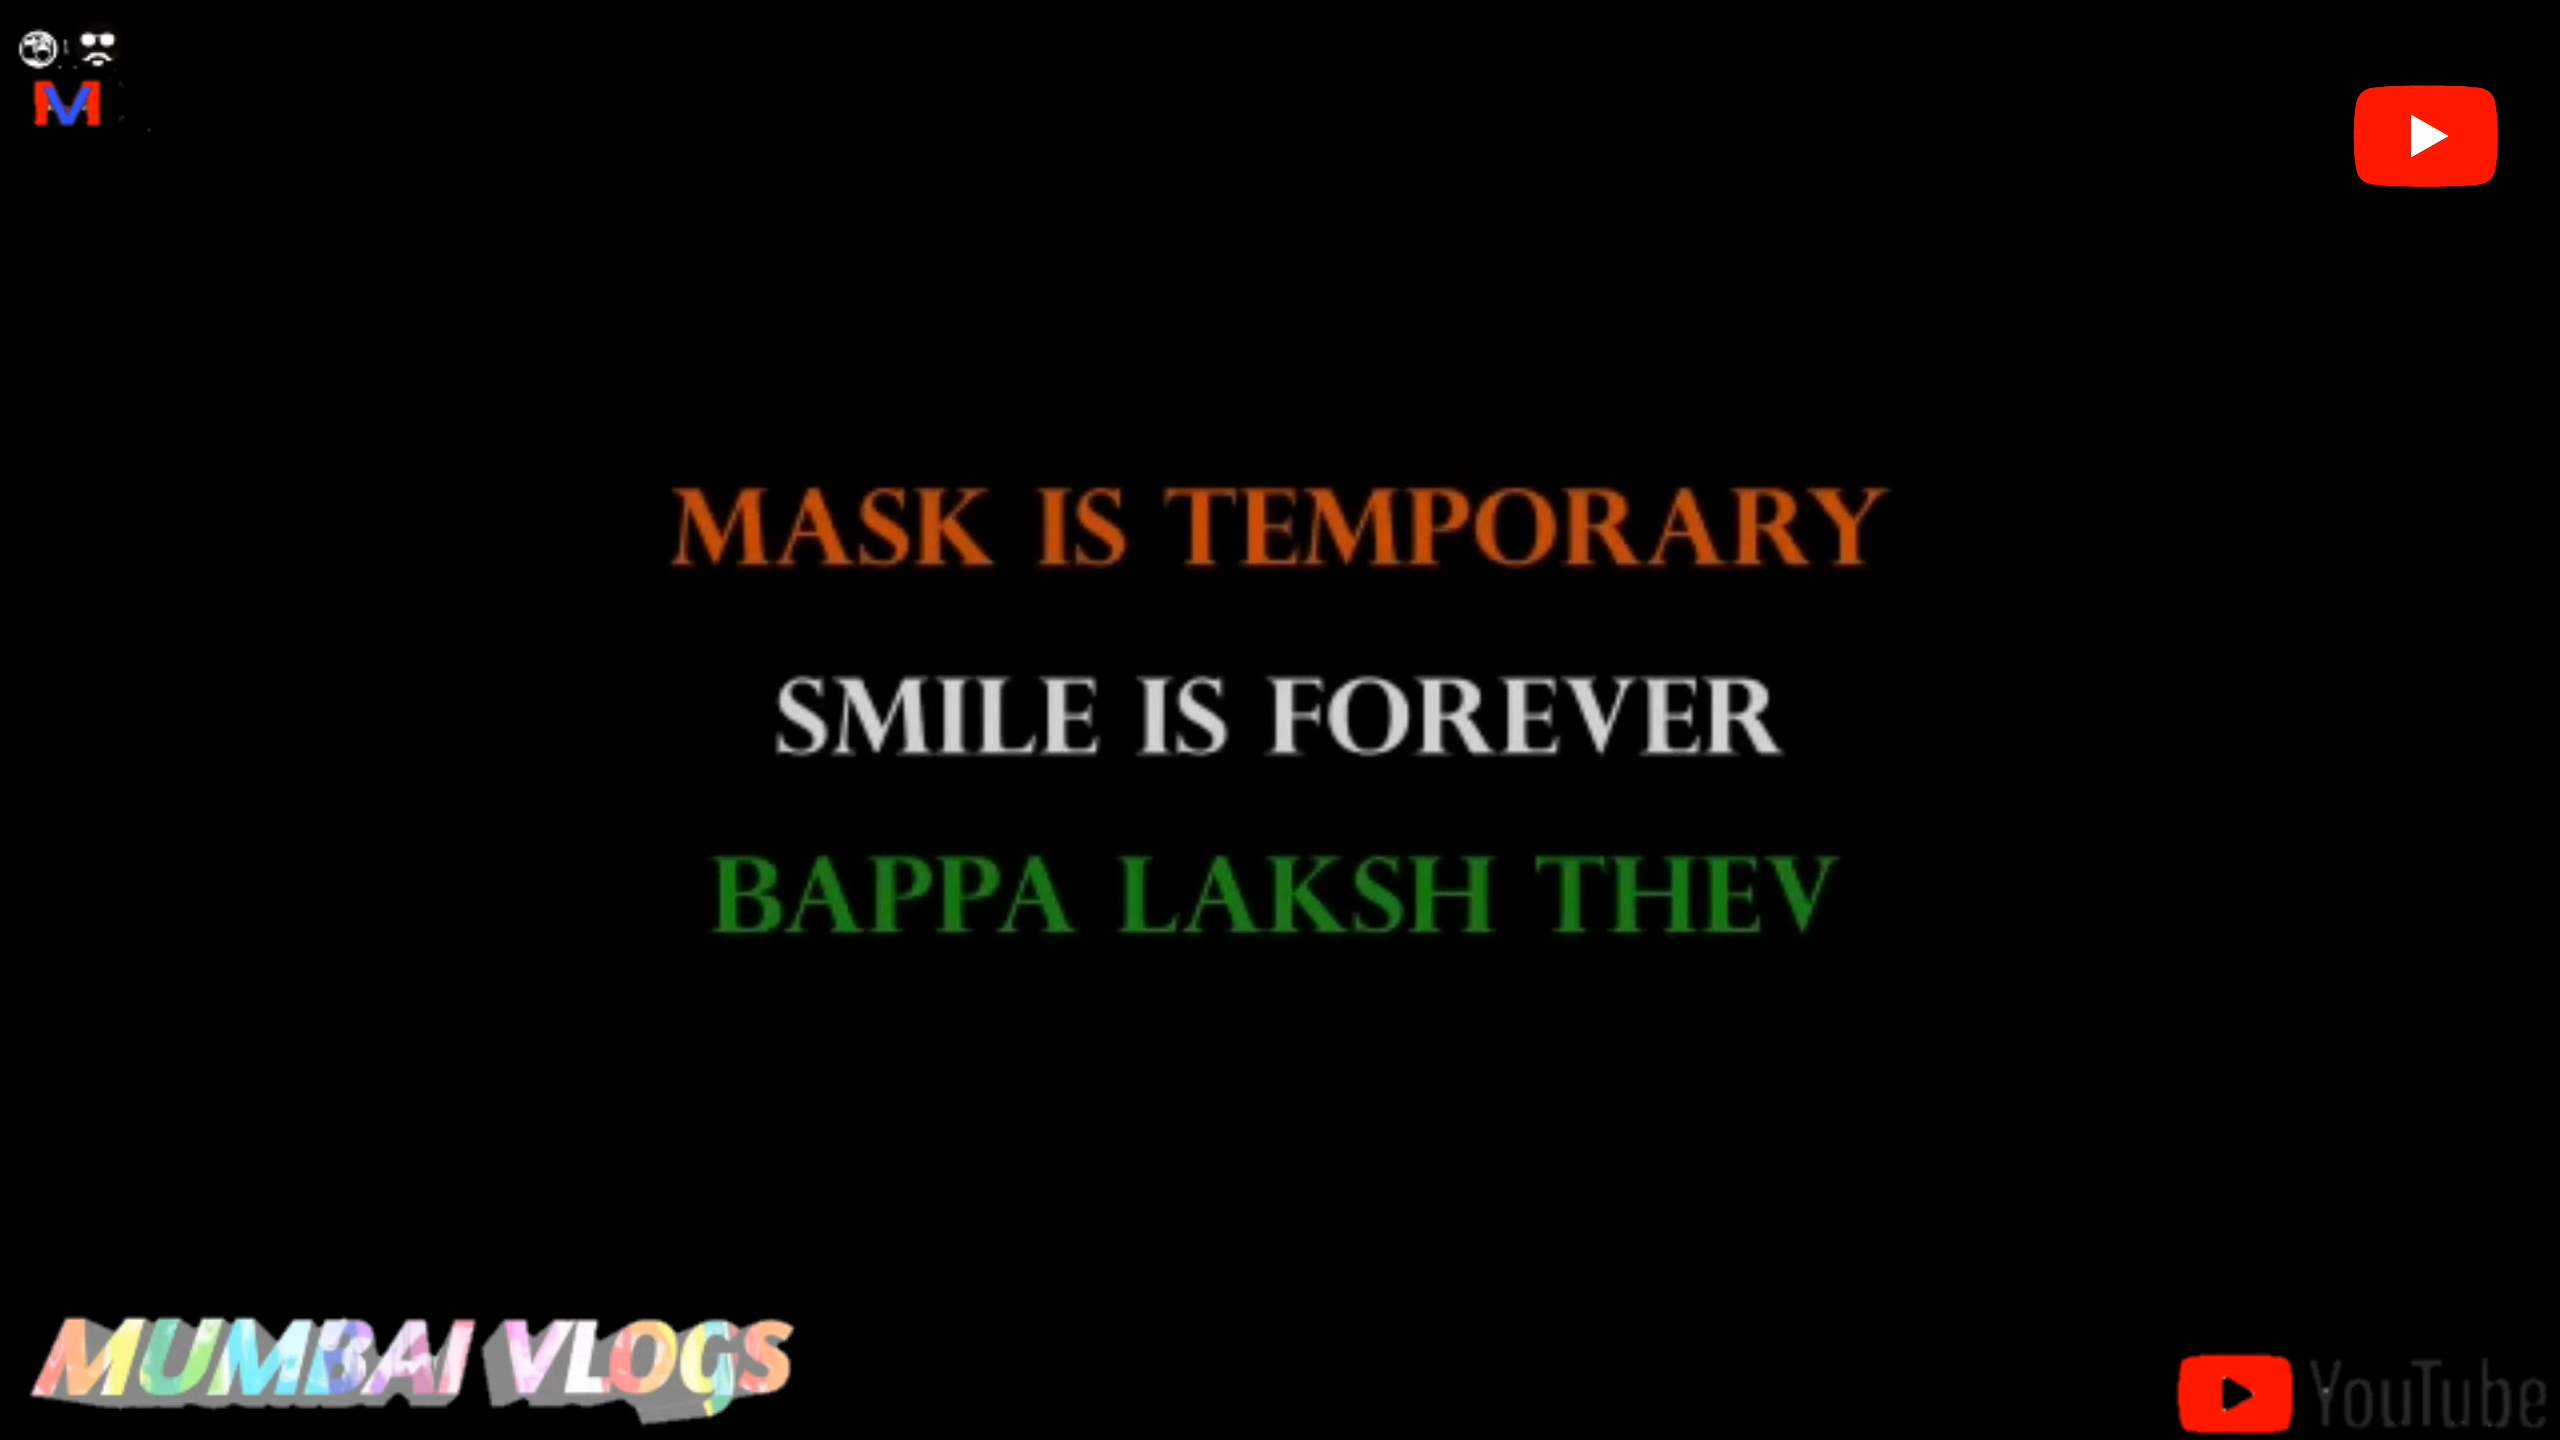 M
MASK IS TEMPORARY
SMILE IS FOREVER
BAPPA LAKSH THEV
MUMBAI VLOGS
YouTube